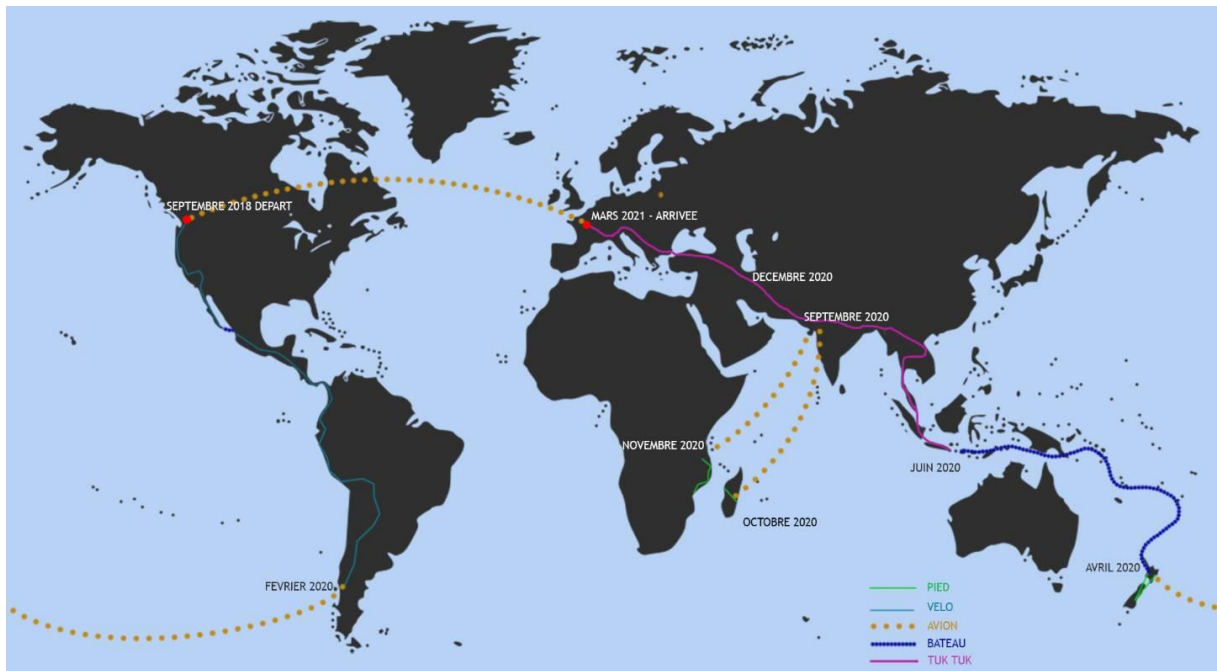 SEPTEMBRE 2018 DEPART
MARS 2021 - ARRIVEE
DECEMBRE 2020
SEPTEMBRE 2020
NOVEMBRE 2020
JUIN 2020
OCTOBRE 2020
AVRIL 2020
FEVRIER 2020
PIED
VELO
AVION
BATEAU
TUK TUK